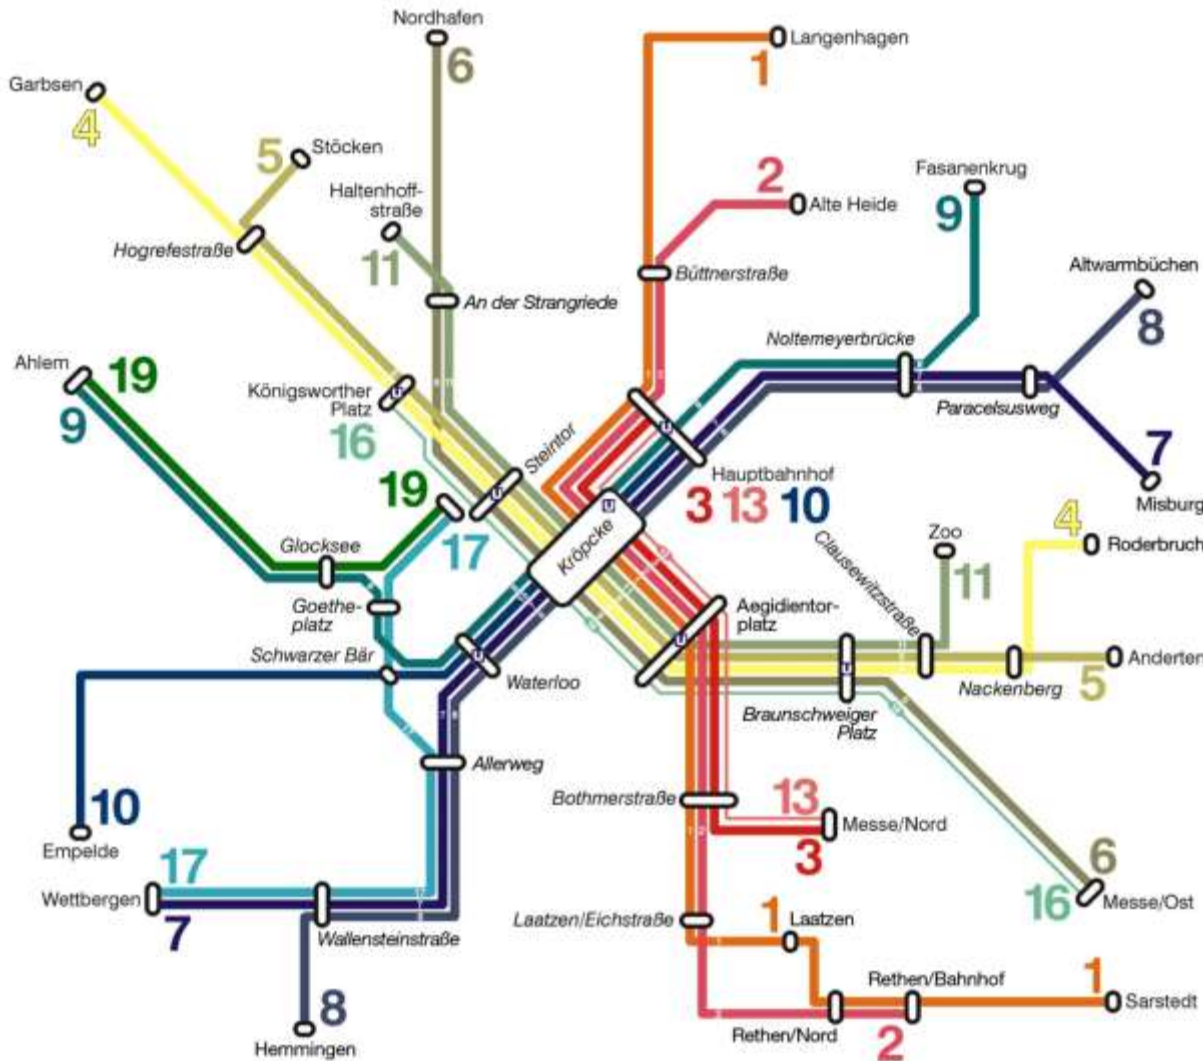 Nordhafen
6
Langenhagen
1
Garbsen
4
5
Stöcken
Haltenhoff-
straße
11
2
Alte Heide
Fasanenkrug
9
Hogrefestraße
An der Strangriede
Büttnerstraße
Altwarmbüchen
8
Noltemeyerbrücke
Ahlem
19
9
Königsworther
Platz
U
16
Steintor
U
U
Hauptbahnhof
3 13 10
Paracelsusweg
7
Misburg
19
17
Glocksee
Goethe-
platz
U
Kröpcke
Clausewitzstraße
Zoo
11
4
Roderbruch
Schwarzer Bär
U
Waterloo
Aegidientor-
platz
U
U
Braunschweiger
Platz
Nackenberg
5
Anderten
Allerweg
Bothmerstraße
13
Messe/Nord
3
10
Empelde
17
Wettbergen
7
Wallensteinstraße
6
16
Messe/Ost
Laatzen/Eichstraße
1
Laatzen
8
Hemmingen
Rethen/Bahnhof
1
Sarstedt
Rethen/Nord
2